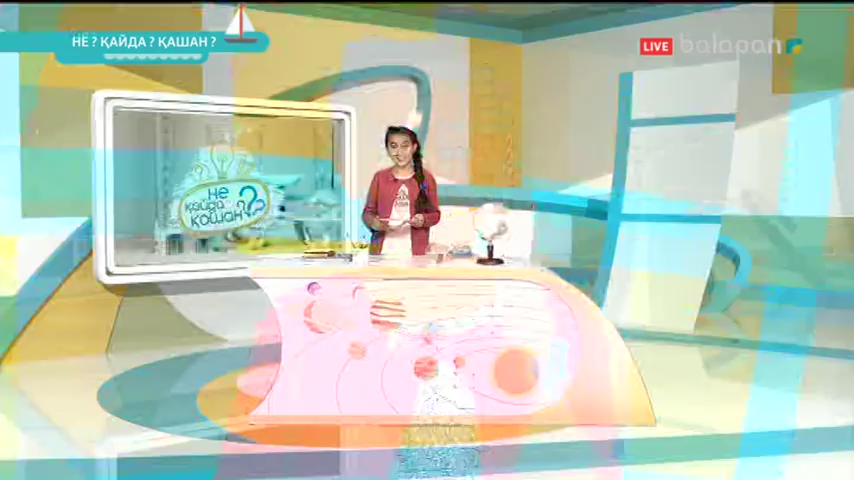 НЕ ? ҚАЙДА ? ҚАШАН ?
LIVE balapan
не
қайда
қашан??